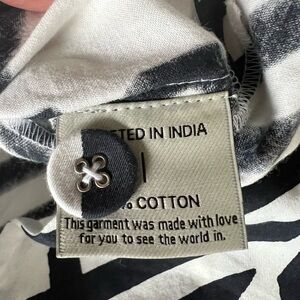 TED IN INDIA
% COTTON
This garment was made with love
for you to see the world in.